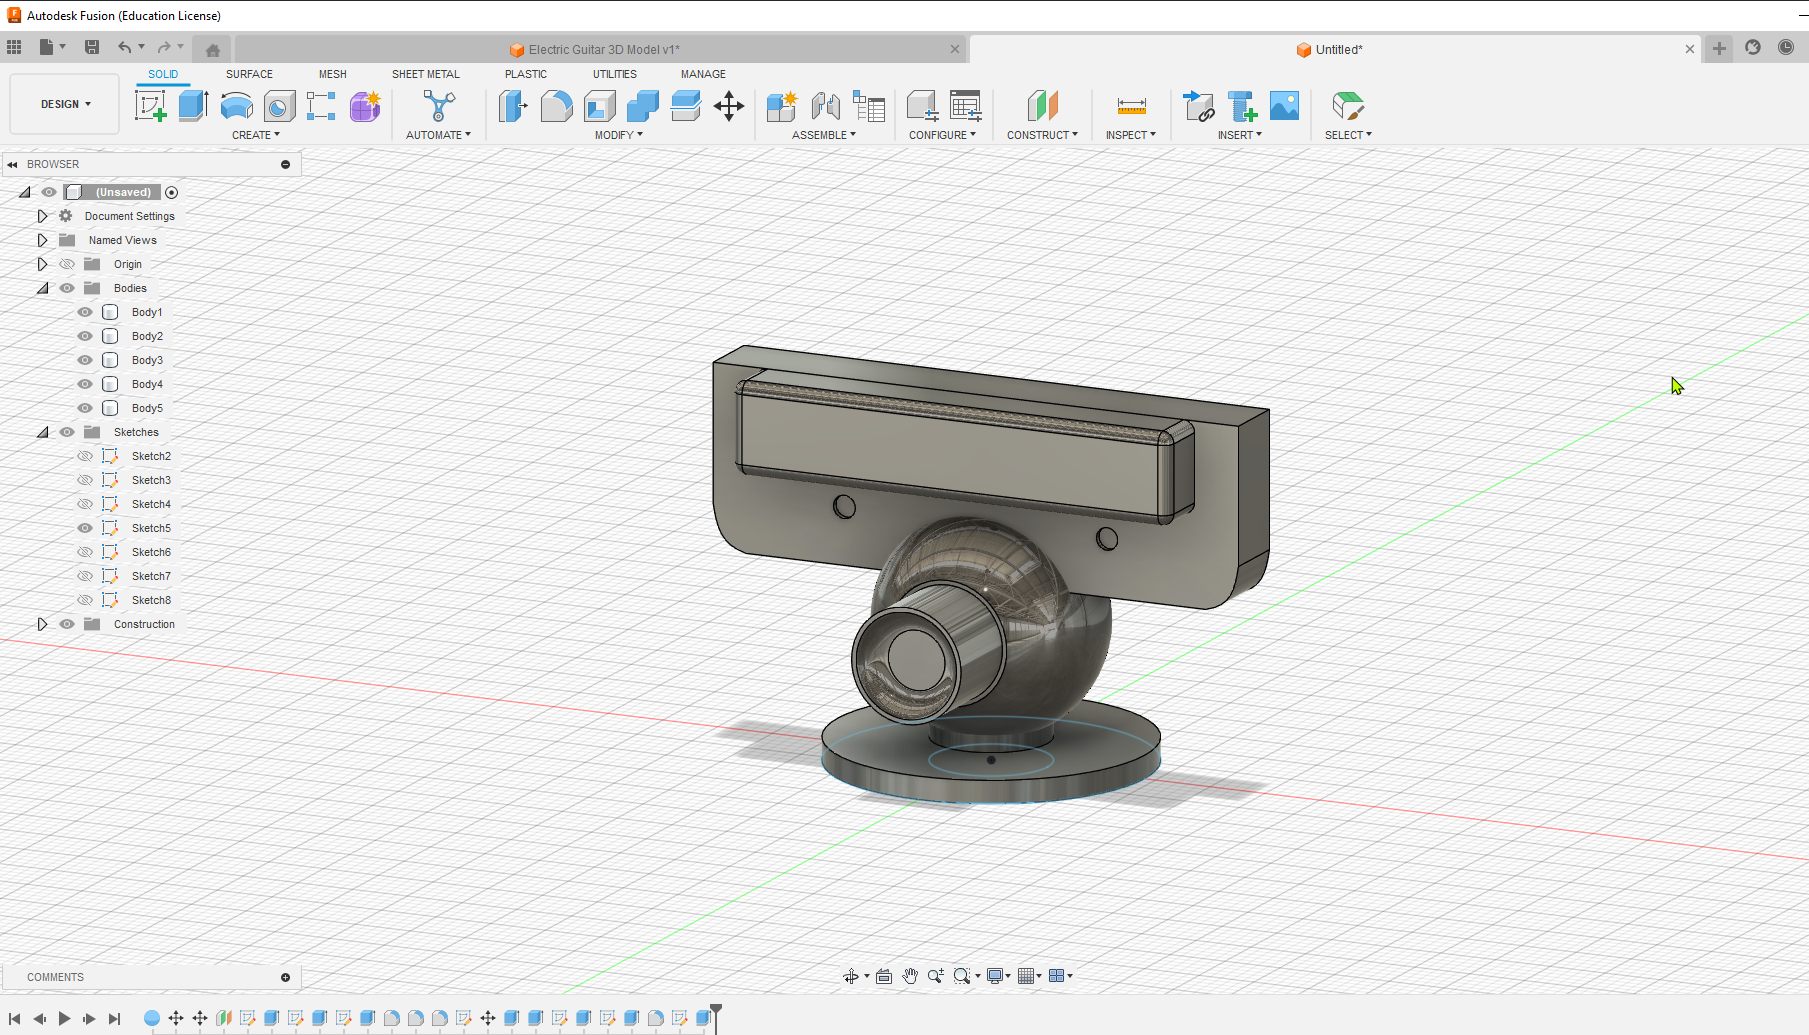 Autodesk Fusion (Education License)
Electric Guitar 3D Model v1*
Untitled*
SOLID SURFACE MESH SHEET METAL PLASTIC UTILITIES MANAGE
DESIGN
CREATE AUTOMATE MODIFY ASSEMBLE CONFIGURE CONSTRUCT INSPECT INSERT SELECT
BROWSER
(Unsaved)
Document Settings
Named Views
Origin
Bodies
Body1
Body2
Body3
Body4
Body5
Sketches
Sketch2
Sketch3
Sketch4
Sketch5
Sketch6
Sketch7
Sketch8
Construction
COMMENTS